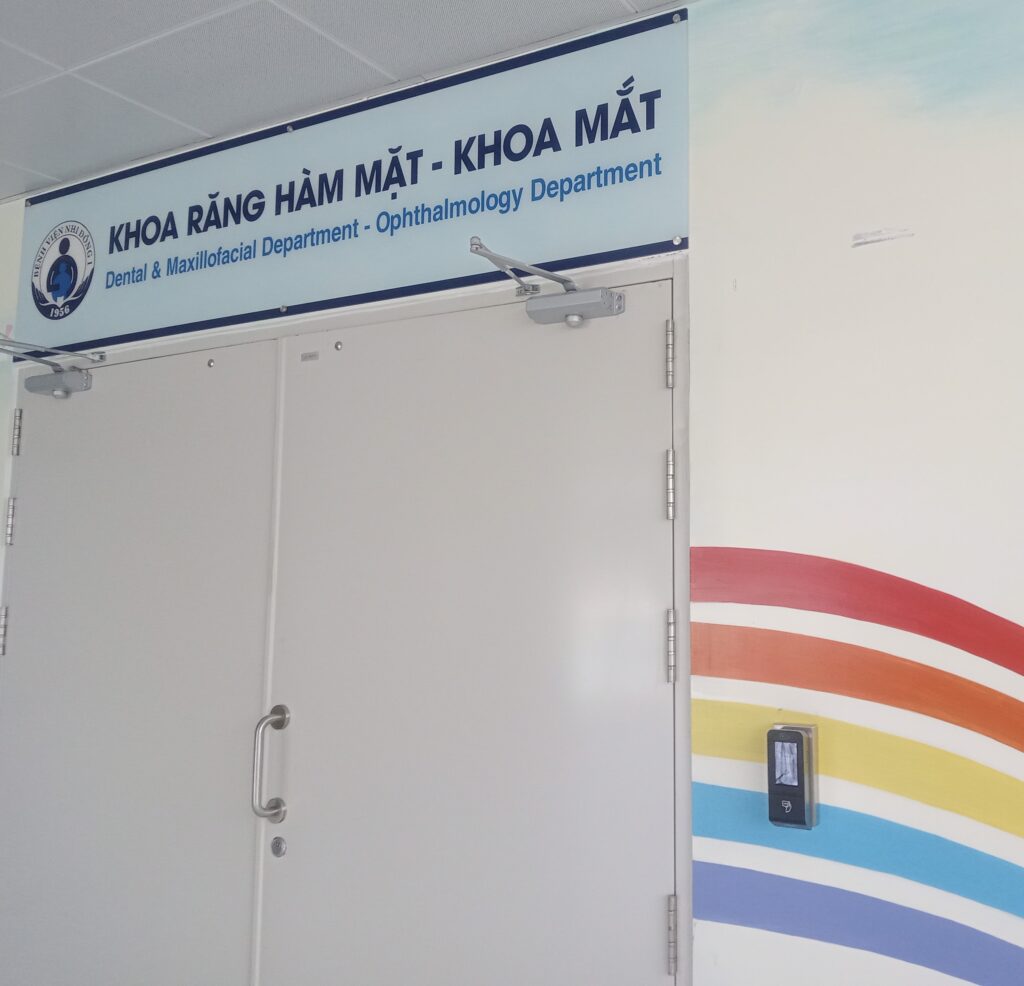 KHOA RĂNG HÀM MẶT - KHOA MẮT
Dental & Maxillofacial Department - Ophthalmology Department
BỆNH VIỆN NHI ĐỒNG 1
1956